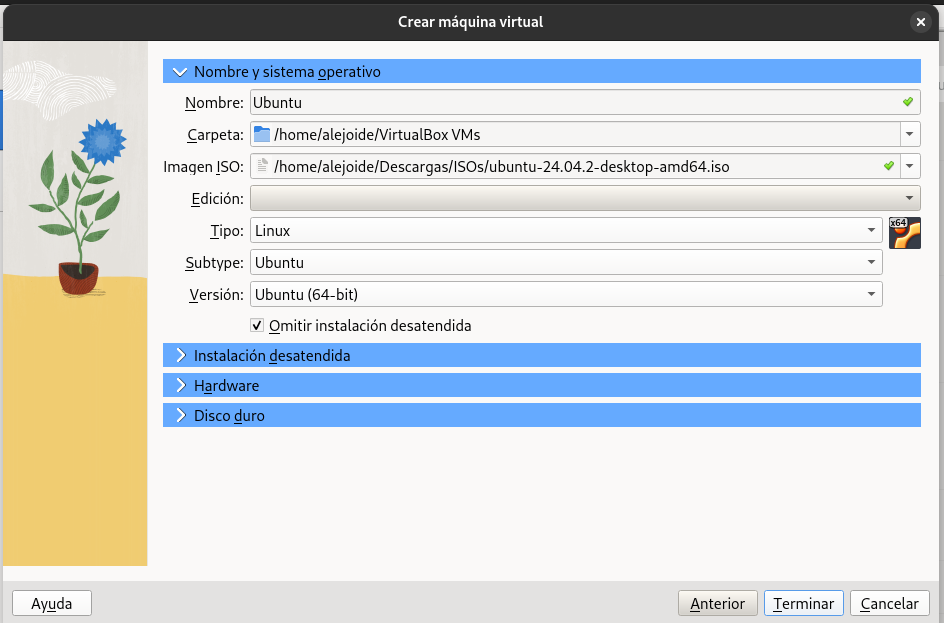 Crear máquina virtual
Nombre y sistema operativo
Nombre: Ubuntu
Carpeta: /home/alejoide/VirtualBox VMs
Imagen ISO: /home/alejoide/Descargas/ISOs/ubuntu-24.04.2-desktop-amd64.iso
Edición:
Tipo: Linux
x64
Subtype: Ubuntu
Versión: Ubuntu (64-bit)
Omitir instalación desatendida
Instalación desatendida
Hardware
Disco duro
Ayuda Anterior Terminar Cancelar